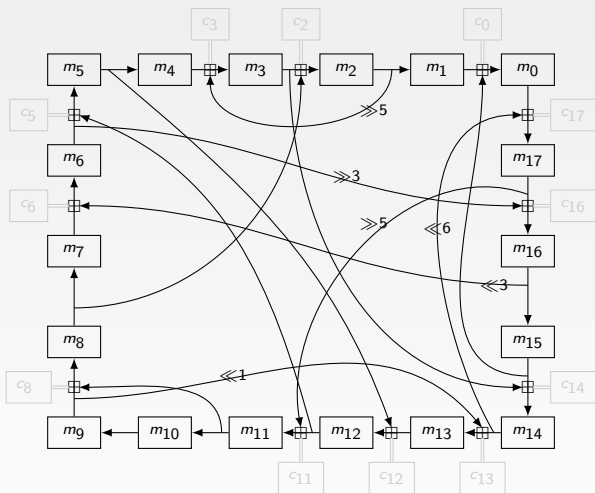 c3 c2 c0
m5 m4 m3 m2 m1 m0
⋙5
c5 c17
m6 m17
⋙3
c6 c16
⋙5 ⋘6
m7 m16
⋘3
m8 m15
⋘1
c8 c14
m9 m10 m11 m12 m13 m14
c11 c12 c13